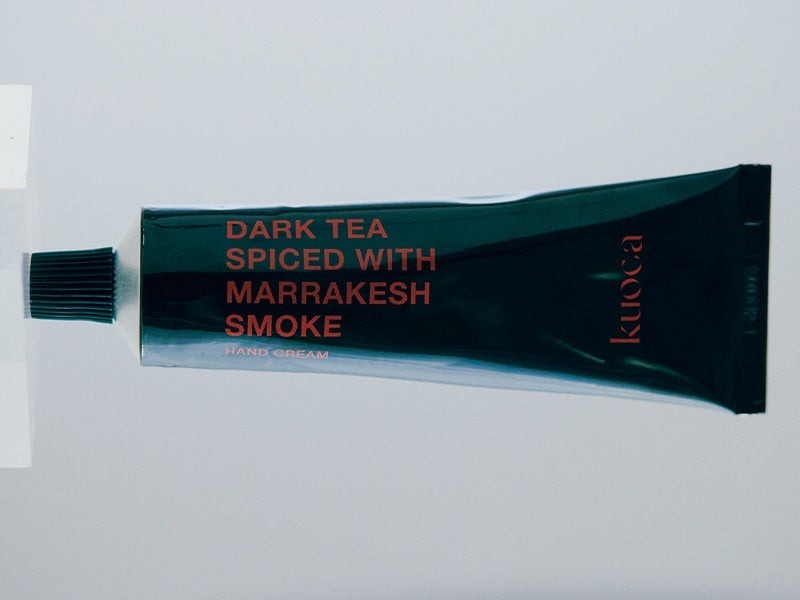 DARK TEA
SPICED WITH
MARRAKESH
SMOKE
HAND CREAM
kuoca